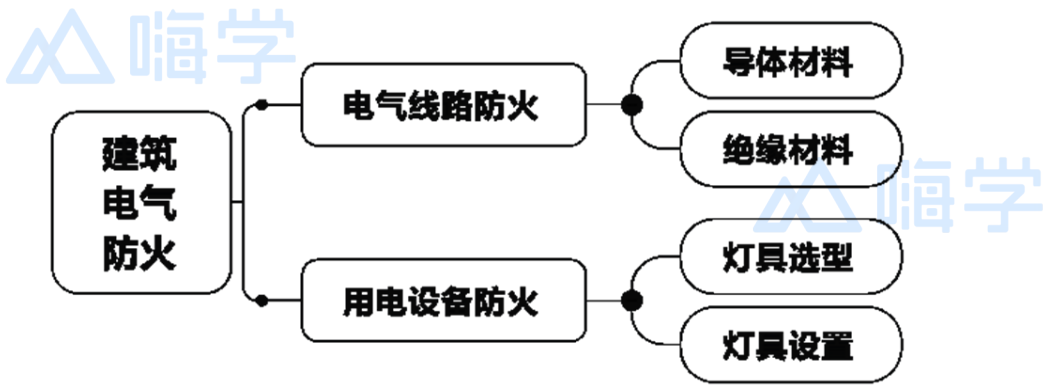 嗨学
导体材料
电气线路防火
绝缘材料
建筑
电气
防火
嗨学
灯具选型
用电设备防火
灯具设置